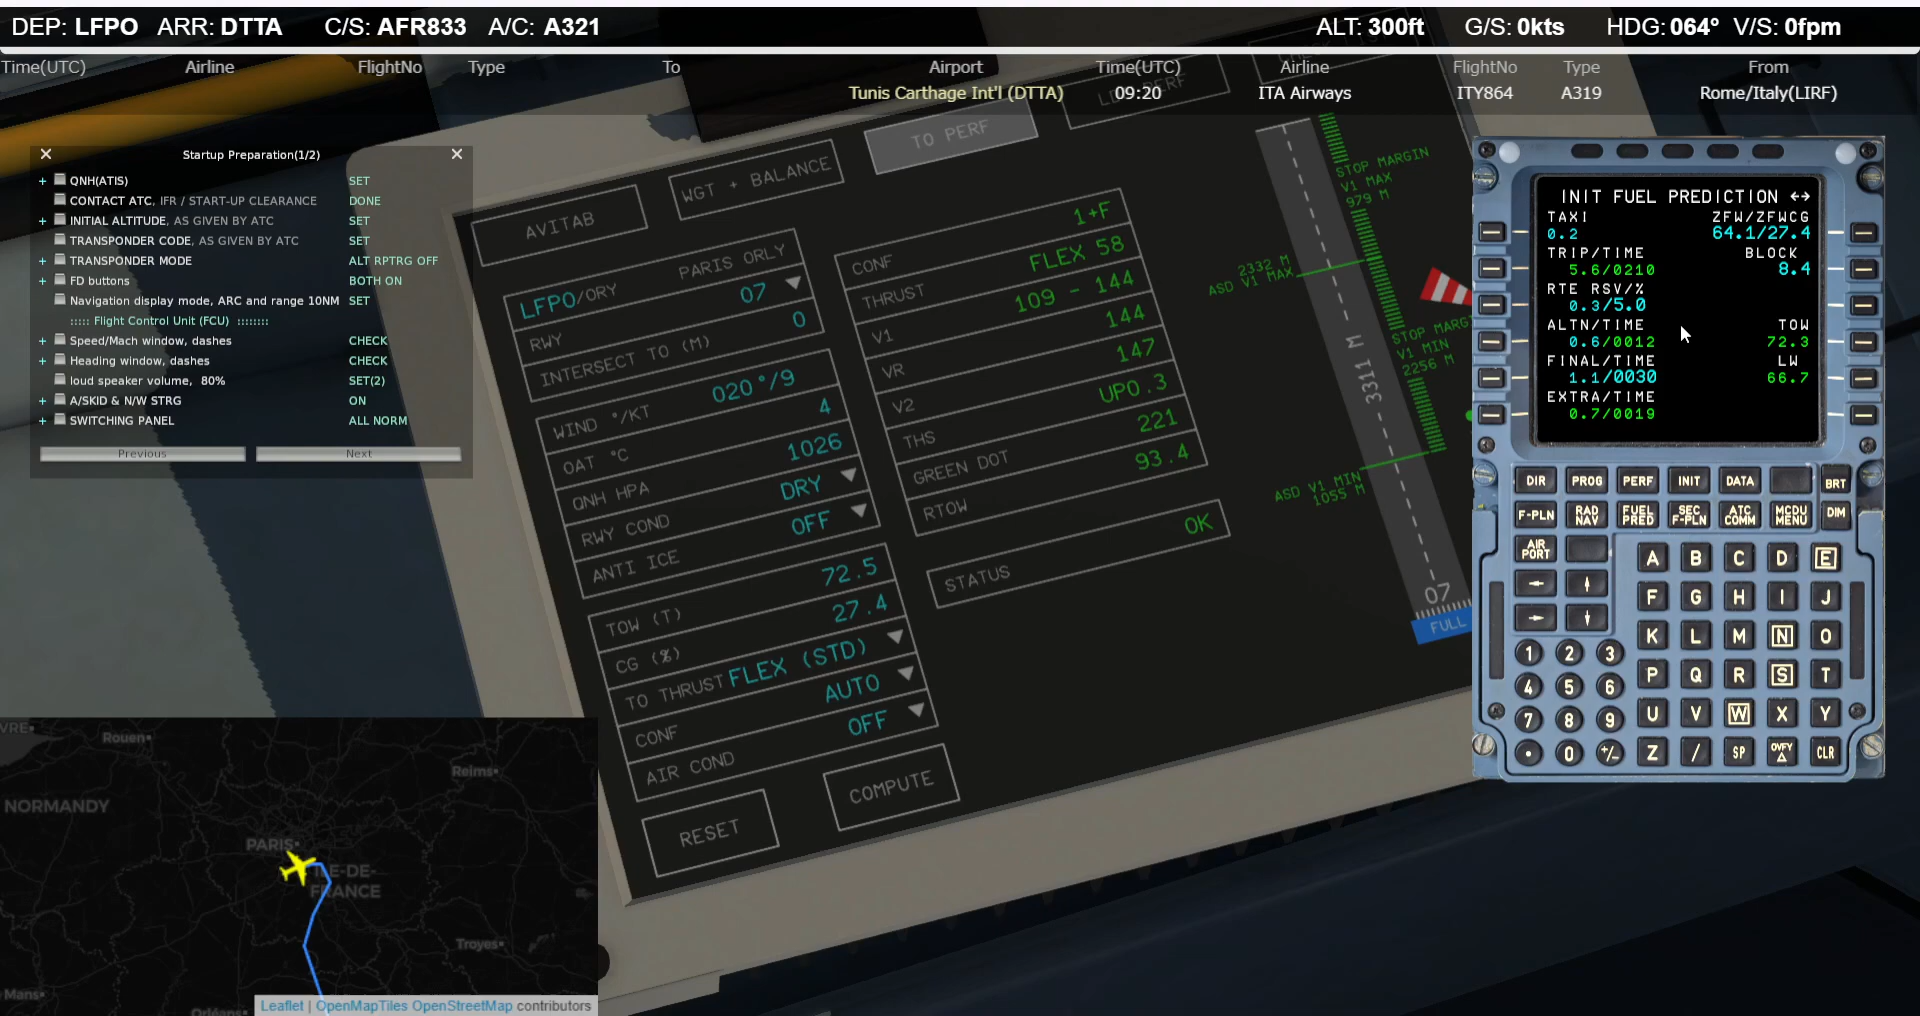 DEP: LFPO ARR: DTTA C/S: AFR833 A/C: A321 ALT: 300ft G/S: 0kts HDG: 064° V/S: 0fpm
Time(UTC) Airline FlightNo Type To Airport Time(UTC) Airline FlightNo Type From
Tunis Carthage Int'l (DTTA) 09:20 ITA Airways ITY864 A319 Rome/Italy(LIRF)
Startup Preparation(1/2)
+ QNH(ATIS) SET
CONTACT ATC, IFR / START-UP CLEARANCE DONE
+ INITIAL ALTITUDE, AS GIVEN BY ATC SET
TRANSPONDER CODE, AS GIVEN BY ATC SET
+ TRANSPONDER MODE ALT RPTRG OFF
+ FD buttons BOTH ON
Navigation display mode, ARC and range 10NM SET
::::: Flight Control Unit (FCU) ::::::::
+ Speed/Mach window, dashes CHECK
+ Heading window, dashes CHECK
loud speaker volume, 80% SET(2)
+ A/SKID & N/W STRG ON
+ SWITCHING PANEL ALL NORM
Previous Next
AVITAB WGT + BALANCE TO PERF LDG PERF
LFPO/ORY PARIS ORLY
RWY 07
INTERSECT TO (M) 0
WIND °/KT 020°/9
OAT °C 4
QNH HPA 1026
RWY COND DRY
ANTI ICE OFF
TOW (T) 72.5
CG (%) 27.4
TO THRUST FLEX (STD)
CONF AUTO
AIR COND OFF
RESET COMPUTE
CONF 1+F
THRUST FLEX 58
V1 109 - 144
VR 144
V2 147
THS UP0.3
GREEN DOT 221
RTOW 93.4
STATUS OK
STOP MARGIN
V1 MAX
979 M
2332 M
ASD V1 MAX
STOP MARG
V1 MIN
2256 M
3311 M
ASD V1 MIN
1055 M
07
FULL
INIT FUEL PREDICTION ↔
TAXI ZFW/ZFWCG
0.2 64.1/27.4
TRIP/TIME BLOCK
5.6/0210 8.4
RTE RSV/%
0.3/5.0
ALTN/TIME TOW
0.6/0012 72.3
FINAL/TIME LW
1.1/0030 66.7
EXTRA/TIME
0.7/0019
DIR PROG PERF INIT DATA BRT
F-PLN RAD NAV FUEL PRED SEC F-PLN ATC COMM MCDU MENU DIM
AIR PORT
← ↑
→ ↓
A B C D E
F G H I J
K L M N O
P Q R S T
U V W X Y
Z / SP OVFY Δ CLR
1 2 3
4 5 6
7 8 9
. 0 +/-
VRE
Rouen
Reims
NORMANDY
PARIS
ILE-DE-
FRANCE
Troyes
Mans
Orléans
Leaflet | OpenMapTiles OpenStreetMap contributors